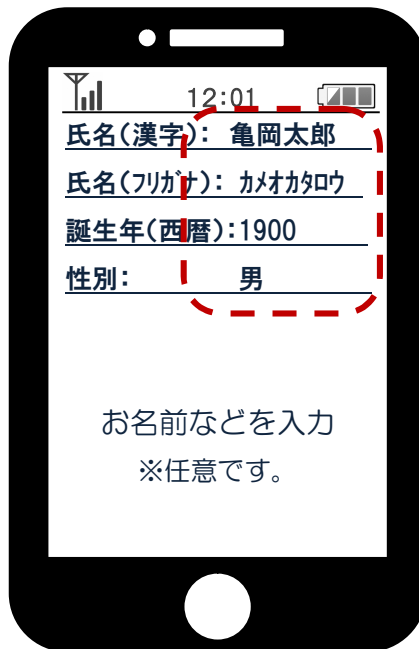 12:01
氏名(漢字): 亀岡太郎
氏名(フリガナ): カメオカタロウ
誕生年(西暦):1900
性別: 男
お名前などを入力
※任意です。